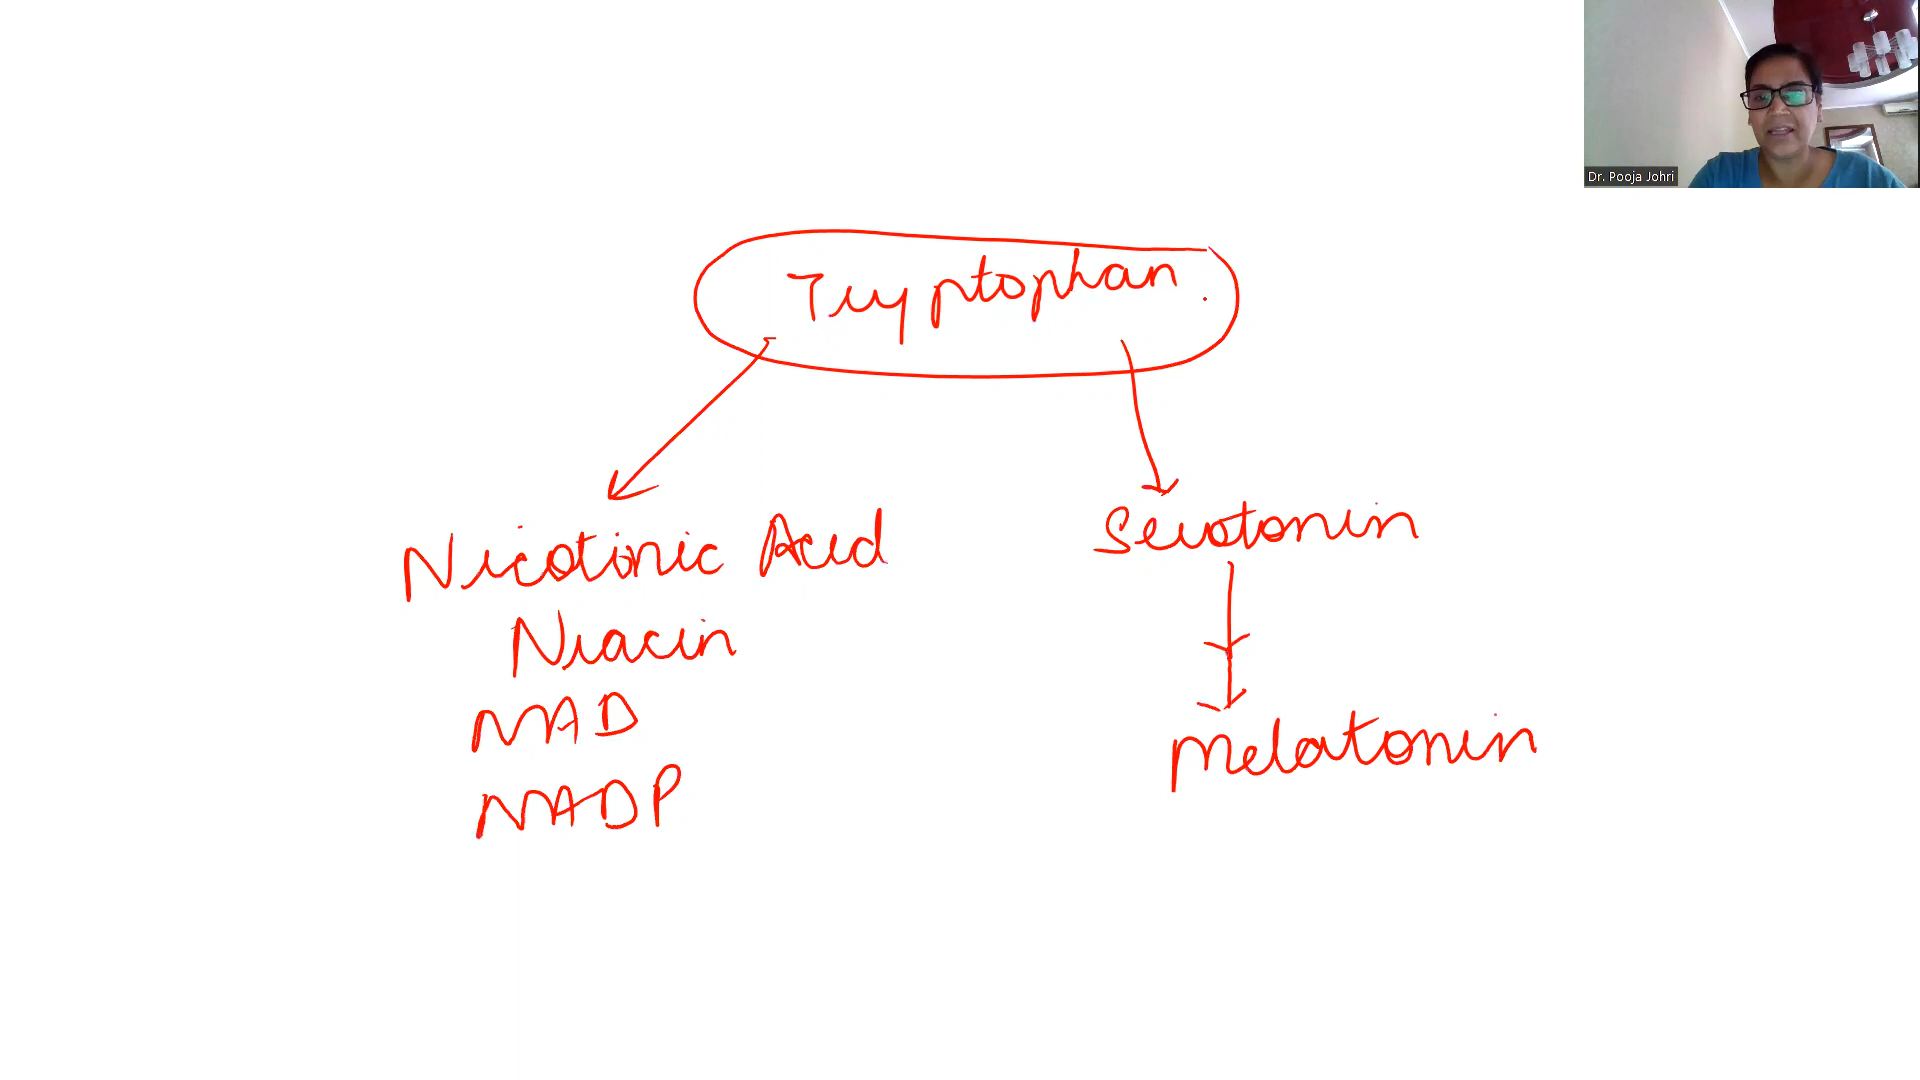 Dr. Pooja Johri
Tryptophan
Nicotinic Acid
Serotonin
Niacin
NAD
Melatonin
NADP